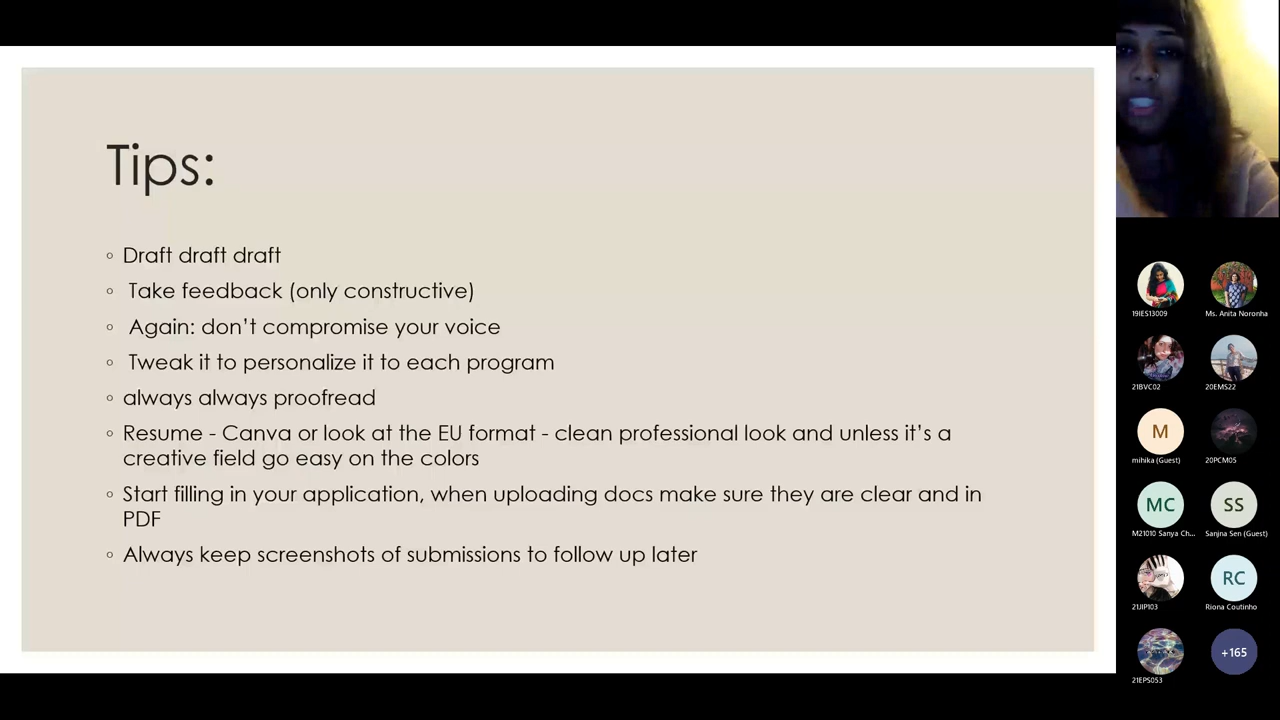 Tips:
◦ Draft draft draft
◦ Take feedback (only constructive)
◦ Again: don't compromise your voice
◦ Tweak it to personalize it to each program
◦ always always proofread
◦ Resume - Canva or look at the EU format - clean professional look and unless it's a
creative field go easy on the colors
◦ Start filling in your application, when uploading docs make sure they are clear and in
PDF
◦ Always keep screenshots of submissions to follow up later
19IES13009 Ms. Anita Noronha
21BVC02 20EMS22
M
mihika (Guest) 20PCM05
MC SS
M21010 Sanya Ch... Sanjna Sen (Guest)
RC
21JIP103 Riona Coutinho
+165
21EPS053